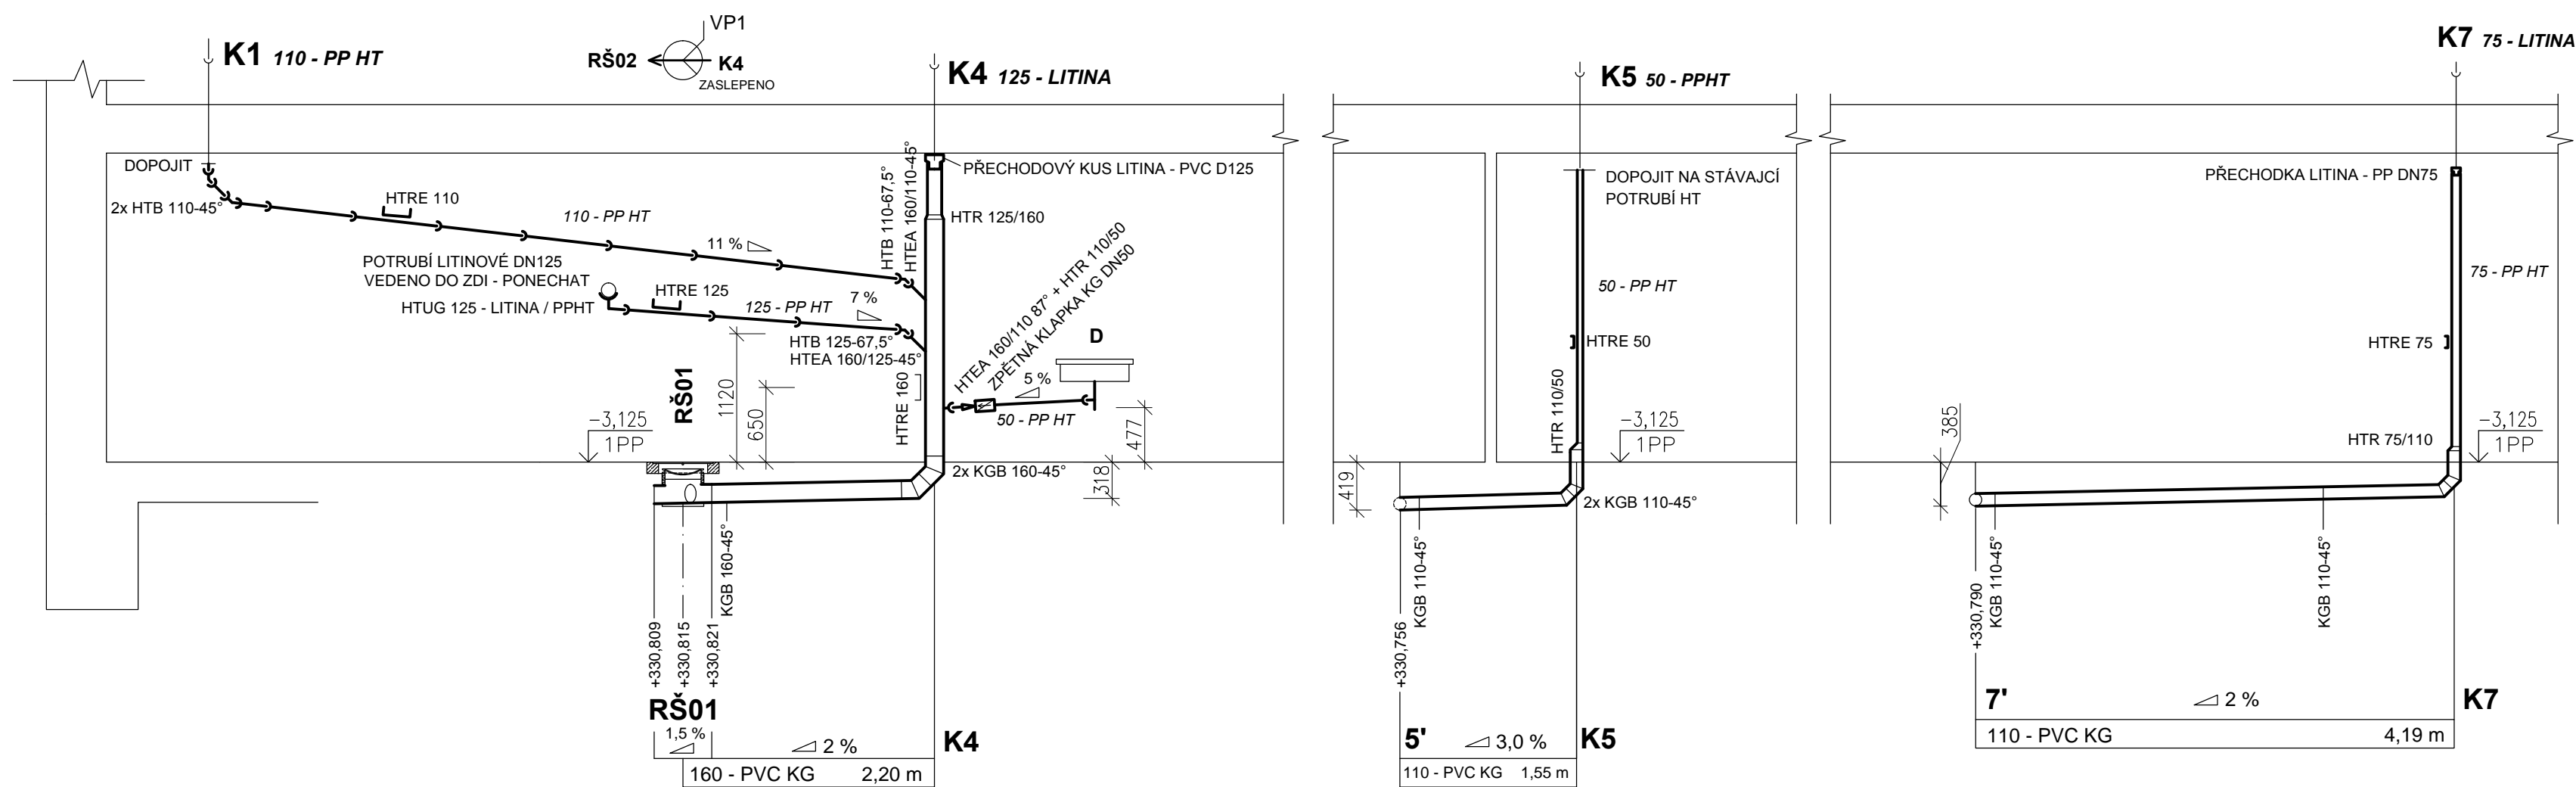 K1 110 - PP HT
VP1
RŠ02
K4
ZASLEPENO
K4 125 - LITINA
K5 50 - PPHT
K7 75 - LITINA
DOPOJIT
2x HTB 110-45°
HTRE 110
110 - PP HT
11 %
HTB 110-67,5°
HTEA 160/110-45°
PŘECHODOVÝ KUS LITINA - PVC D125
HTR 125/160
POTRUBÍ LITINOVÉ DN125
VEDENO DO ZDI - PONECHAT
HTUG 125 - LITINA / PPHT
HTRE 125
125 - PP HT
7 %
HTB 125-67,5°
HTEA 160/125-45°
HTEA 160/110 87° + HTR 110/50
ZPĚTNÁ KLAPKA KG DN50
D
5 %
50 - PP HT
HTRE 160
RŠ01
1120
650
477
318
-3,125
1PP
2x KGB 160-45°
KGB 160-45°
+330,809
+330,815
+330,821
RŠ01
1,5 %
2 %
K4
160 - PVC KG 2,20 m
DOPOJIT NA STÁVAJCÍ
POTRUBÍ HT
50 - PP HT
HTRE 50
HTR 110/50
-3,125
1PP
419
2x KGB 110-45°
KGB 110-45°
+330,756
5'
3,0 %
K5
110 - PVC KG 1,55 m
PŘECHODKA LITINA - PP DN75
75 - PP HT
HTRE 75
HTR 75/110
385
-3,125
1PP
+330,790
KGB 110-45°
KGB 110-45°
7'
2 %
K7
110 - PVC KG 4,19 m